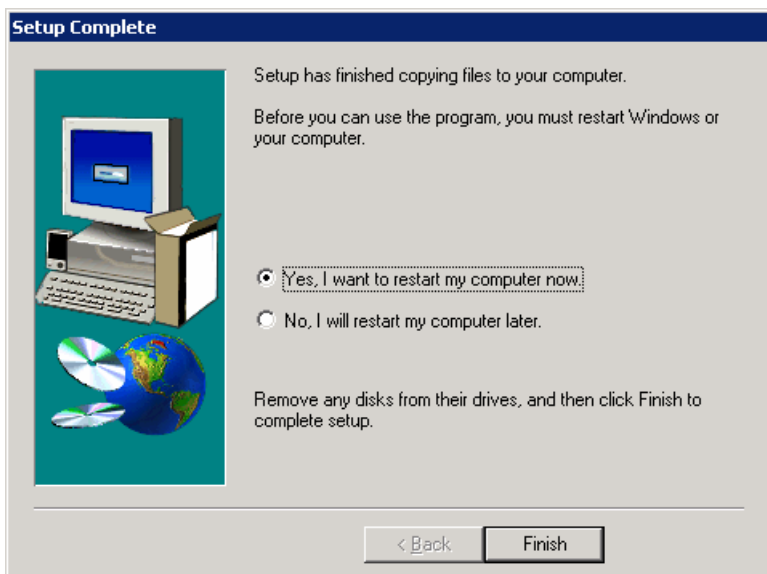 Setup Complete
Setup has finished copying files to your computer.
Before you can use the program, you must restart Windows or
your computer.
Yes, I want to restart my computer now.
No, I will restart my computer later.
Remove any disks from their drives, and then click Finish to
complete setup.
< Back
Finish